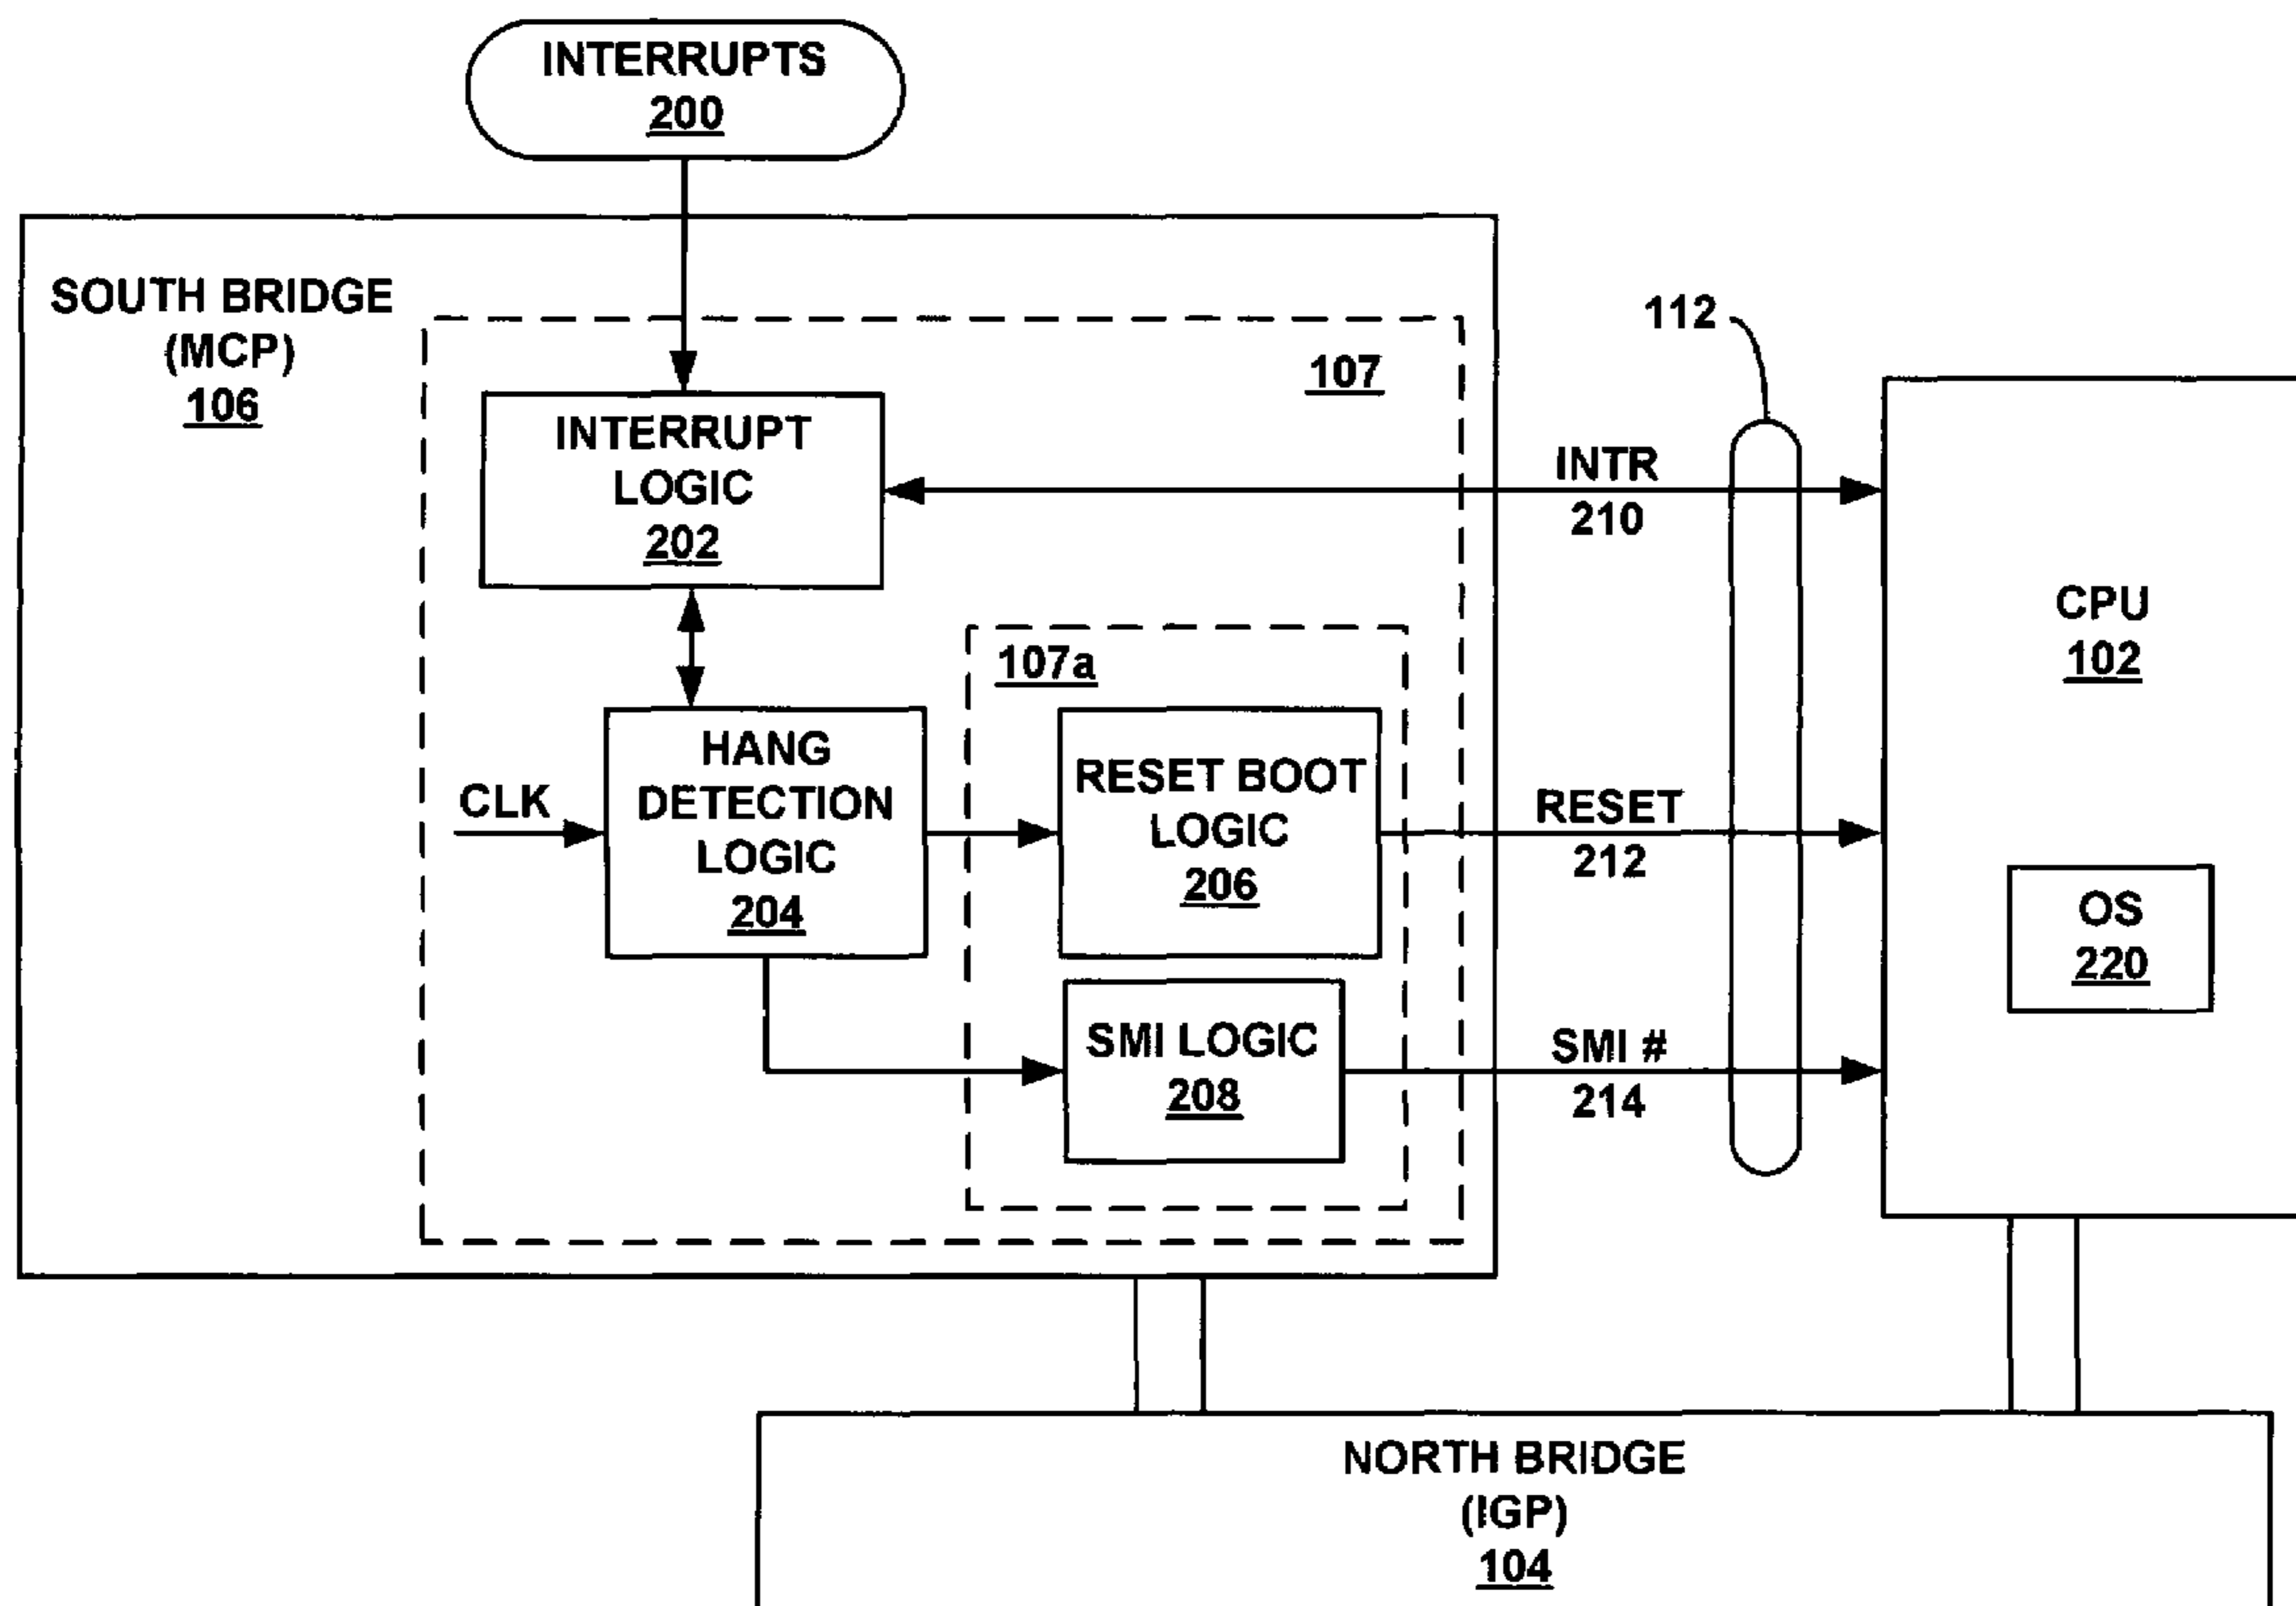 INTERRUPTS
200
SOUTH BRIDGE
(MCP)
106
107
112
INTERRUPT
LOGIC
202
INTR
210
CPU
102
107a
HANG
DETECTION
LOGIC
204
CLK
RESET BOOT
LOGIC
206
RESET
212
OS
220
SMI LOGIC
208
SMI #
214
NORTH BRIDGE
(IGP)
104